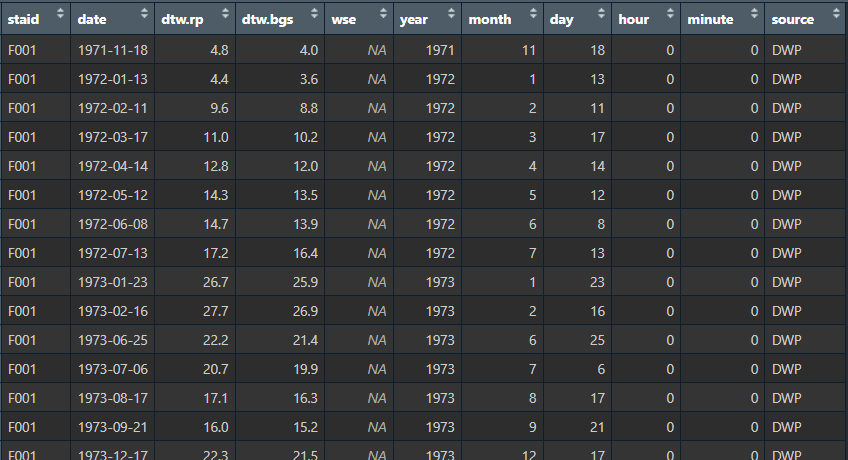 staid date dtw.rp dtw.bgs wse year month day hour minute source
F001 1971-11-18 4.8 4.0 NA 1971 11 18 0 0 DWP
F001 1972-01-13 4.4 3.6 NA 1972 1 13 0 0 DWP
F001 1972-02-11 9.6 8.8 NA 1972 2 11 0 0 DWP
F001 1972-03-17 11.0 10.2 NA 1972 3 17 0 0 DWP
F001 1972-04-14 12.8 12.0 NA 1972 4 14 0 0 DWP
F001 1972-05-12 14.3 13.5 NA 1972 5 12 0 0 DWP
F001 1972-06-08 14.7 13.9 NA 1972 6 8 0 0 DWP
F001 1972-07-13 17.2 16.4 NA 1972 7 13 0 0 DWP
F001 1973-01-23 26.7 25.9 NA 1973 1 23 0 0 DWP
F001 1973-02-16 27.7 26.9 NA 1973 2 16 0 0 DWP
F001 1973-06-25 22.2 21.4 NA 1973 6 25 0 0 DWP
F001 1973-07-06 20.7 19.9 NA 1973 7 6 0 0 DWP
F001 1973-08-17 17.1 16.3 NA 1973 8 17 0 0 DWP
F001 1973-09-21 16.0 15.2 NA 1973 9 21 0 0 DWP
F001 1973-12-17 22.3 21.5 NA 1973 12 17 0 0 DWP